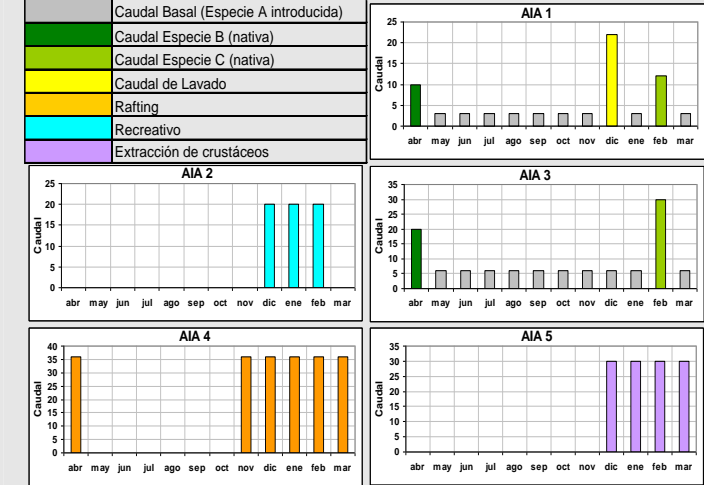 Caudal Basal (Especie A introducida)
Caudal Especie B (nativa)
Caudal Especie C (nativa)
Caudal de Lavado
Rafting
Recreativo
Extracción de crustáceos
AIA 1
Caudal
25
20
15
10
5
0
abr may jun jul ago sep oct nov dic ene feb mar
AIA 2
Caudal
25
20
15
10
5
0
abr may jun jul ago sep oct nov dic ene feb mar
AIA 3
Caudal
35
30
25
20
15
10
5
0
abr may jun jul ago sep oct nov dic ene feb mar
AIA 4
Caudal
40
35
30
25
20
15
10
5
0
abr may jun jul ago sep oct nov dic ene feb mar
AIA 5
Caudal
35
30
25
20
15
10
5
0
abr may jun jul ago sep oct nov dic ene feb mar